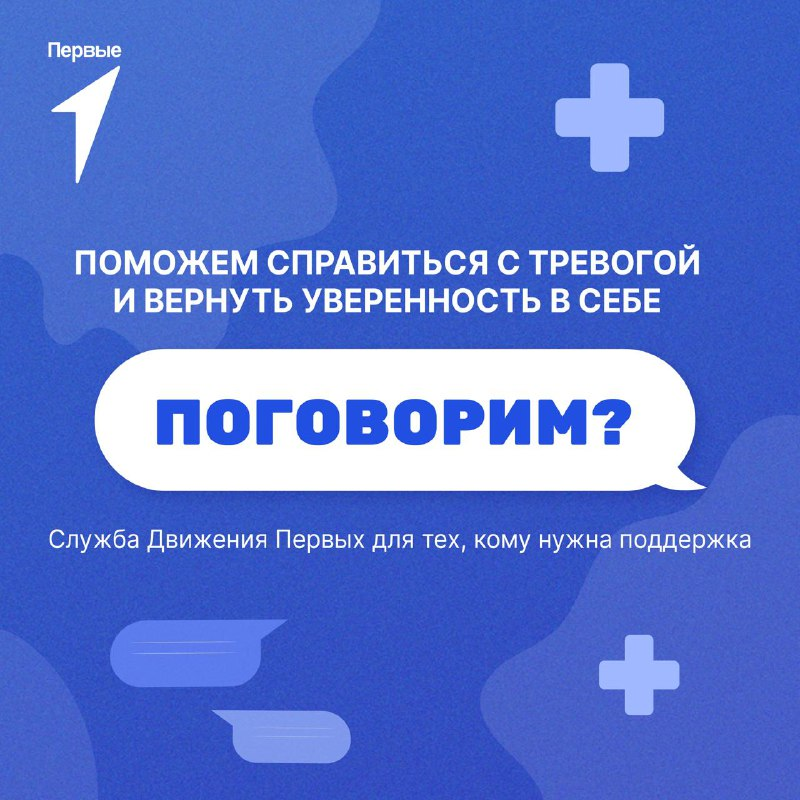 Первые
ПОМОЖЕМ СПРАВИТЬСЯ С ТРЕВОГОЙ
И ВЕРНУТЬ УВЕРЕННОСТЬ В СЕБЕ
ПОГОВОРИМ?
Служба Движения Первых для тех, кому нужна поддержка